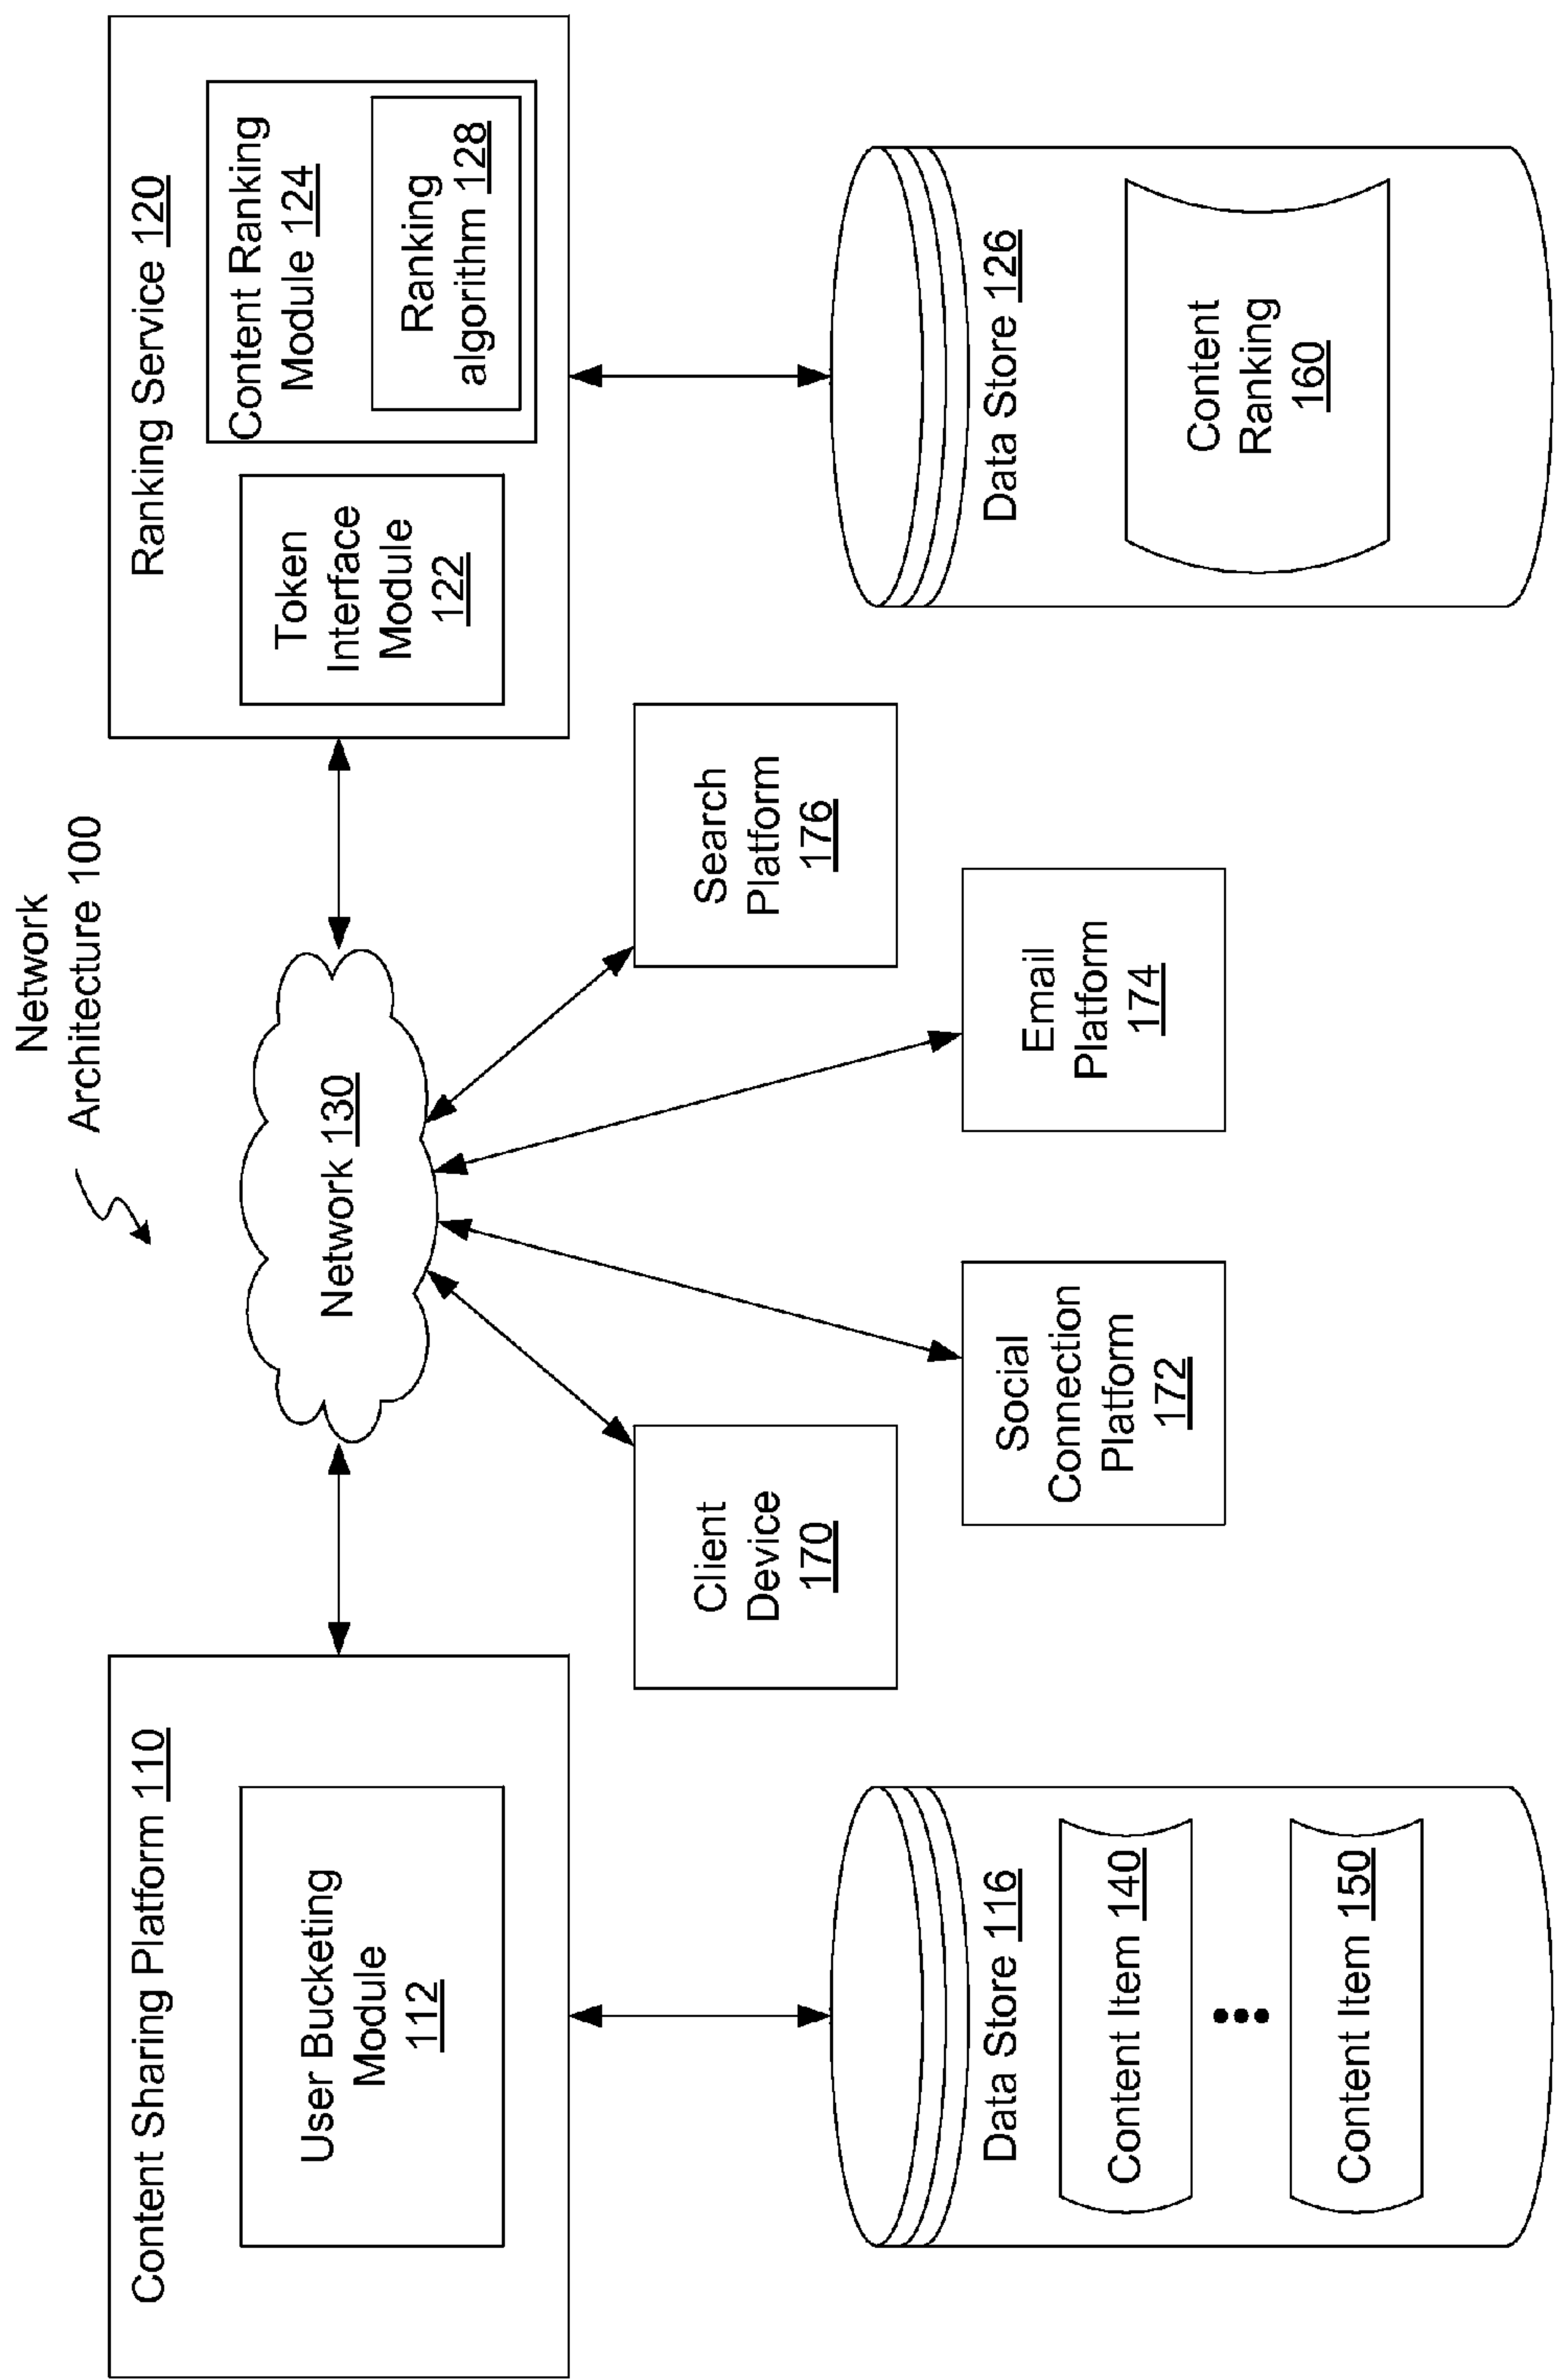 Network
Architecture 100
Content Sharing Platform 110
User Bucketing
Module
112
Network 130
Ranking Service 120
Token
Interface
Module
122
Content Ranking
Module 124
Ranking
algorithm 128
Client
Device
170
Social
Connection
Platform
172
Email
Platform
174
Search
Platform
176
Data Store 116
Content Item 140
Content Item 150
Data Store 126
Content
Ranking
160